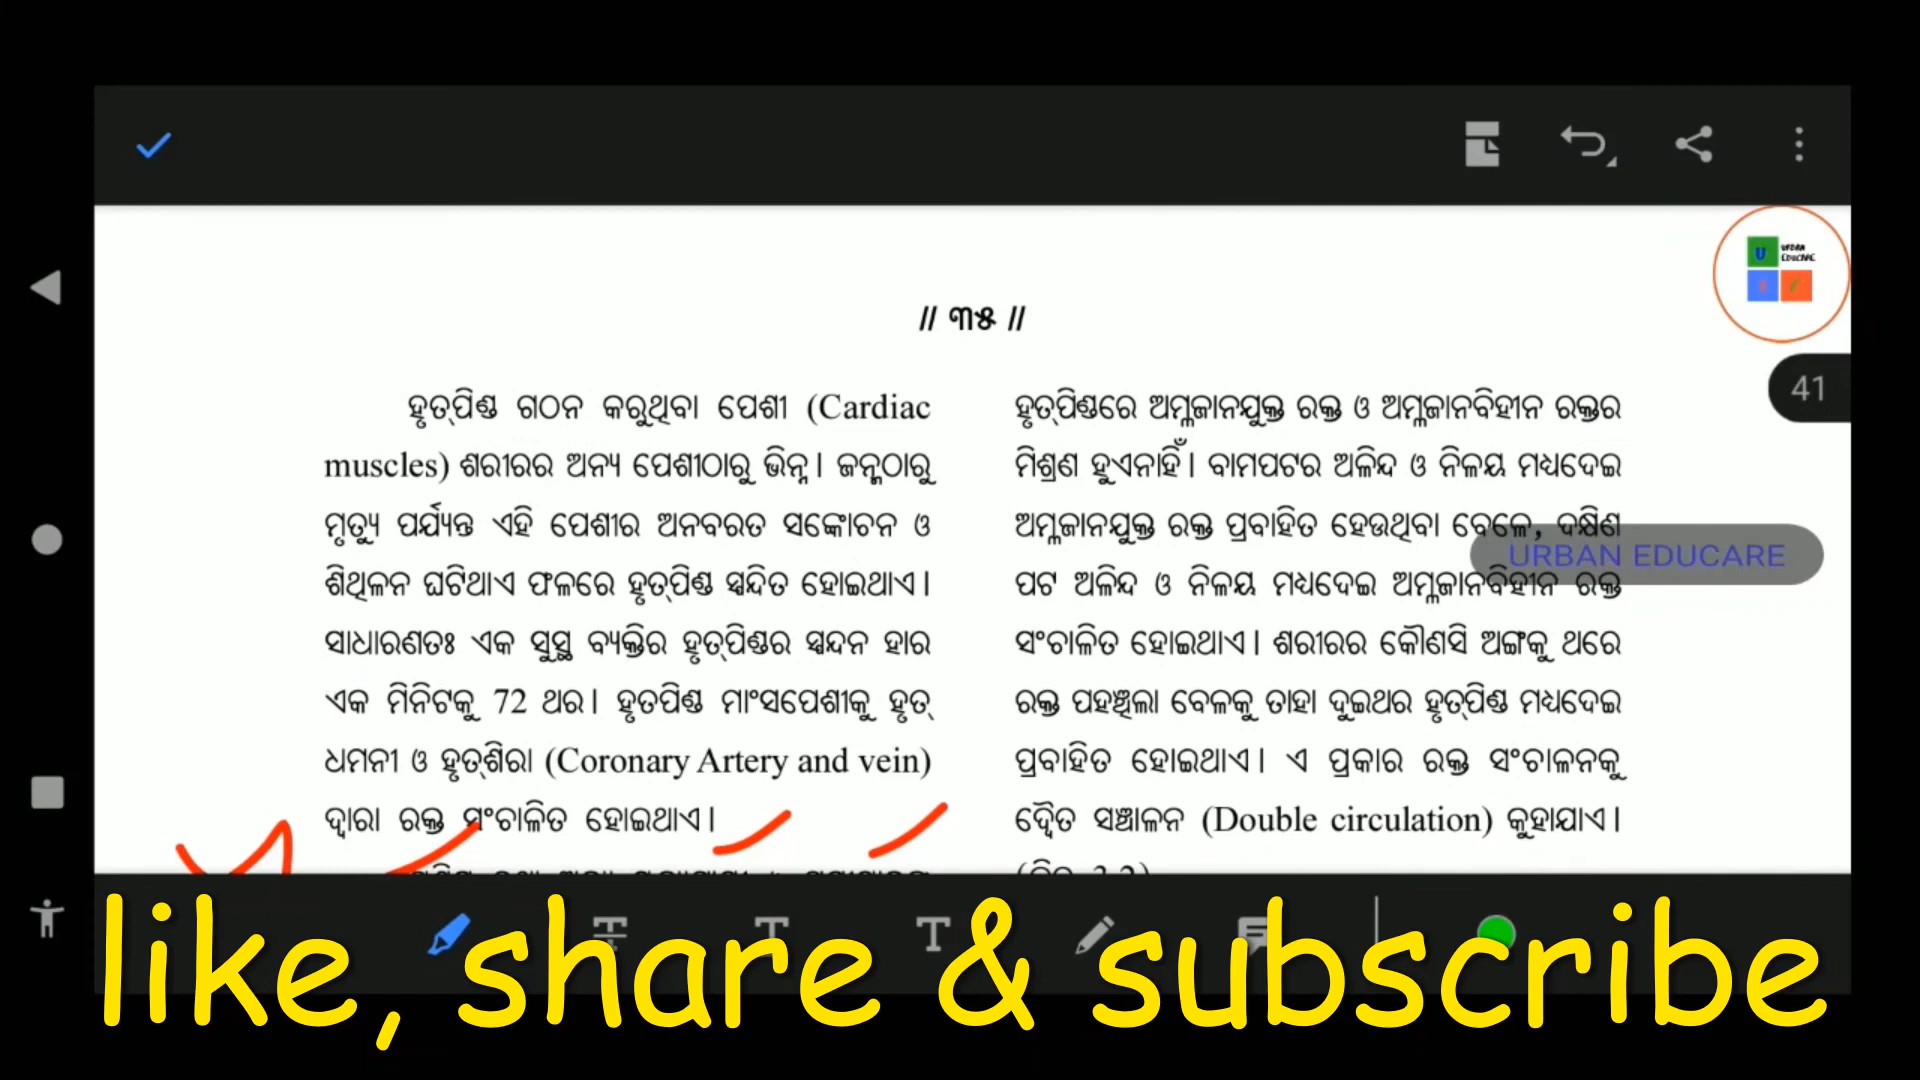 URBAN
EDUCARE
// ୩୫ //
41
ହୃତ୍‌ପିଣ୍ଡ ଗଠନ କରୁଥିବା ପେଶୀ (Cardiac
muscles) ଶରୀରର ଅନ୍ୟ ପେଶୀଠାରୁ ଭିନ୍ନ। ଜନ୍ମଠାରୁ
ମୃତ୍ୟୁ ପର୍ଯ୍ୟନ୍ତ ଏହି ପେଶୀର ଅନବରତ ସଙ୍କୋଚନ ଓ
ଶିଥିଳନ ଘଟିଥାଏ ଫଳରେ ହୃତ୍‌ପିଣ୍ଡ ସ୍ପନ୍ଦିତ ହୋଇଥାଏ।
ସାଧାରଣତଃ ଏକ ସୁସ୍ଥ ବ୍ୟକ୍ତିର ହୃତ୍‌ପିଣ୍ଡର ସ୍ପନ୍ଦନ ହାର
ଏକ ମିନିଟକୁ 72 ଥର। ହୃତପିଣ୍ଡ ମାଂସପେଶୀକୁ ହୃତ୍
ଧମନୀ ଓ ହୃତ୍‌ଶିରା (Coronary Artery and vein)
ଦ୍ୱାରା ରକ୍ତ ସଂଚାଳିତ ହୋଇଥାଏ।
ହୃତ୍‌ପିଣ୍ଡରେ ଅମ୍ଳଜାନଯୁକ୍ତ ରକ୍ତ ଓ ଅମ୍ଳଜାନବିହୀନ ରକ୍ତର
ମିଶ୍ରଣ ହୁଏନାହିଁ। ବାମପଟର ଅଳିନ୍ଦ ଓ ନିଳୟ ମଧ୍ୟଦେଇ
ଅମ୍ଳଜାନଯୁକ୍ତ ରକ୍ତ ପ୍ରବାହିତ ହେଉଥିବା ବେଳେ, ଦକ୍ଷିଣ
ପଟ ଅଳିନ୍ଦ ଓ ନିଳୟ ମଧ୍ୟଦେଇ ଅମ୍ଳଜାନବିହୀନ ରକ୍ତ
ସଂଚାଳିତ ହୋଇଥାଏ। ଶରୀରର କୌଣସି ଅଙ୍ଗକୁ ଥରେ
ରକ୍ତ ପହଞ୍ଚିଲା ବେଳକୁ ତାହା ଦୁଇଥର ହୃତ୍‌ପିଣ୍ଡ ମଧ୍ୟଦେଇ
ପ୍ରବାହିତ ହୋଇଥାଏ। ଏ ପ୍ରକାର ରକ୍ତ ସଂଚାଳନକୁ
ଦ୍ୱୈତ ସଞ୍ଚାଳନ (Double circulation) କୁହାଯାଏ।
URBAN EDUCARE
like, share & subscribe